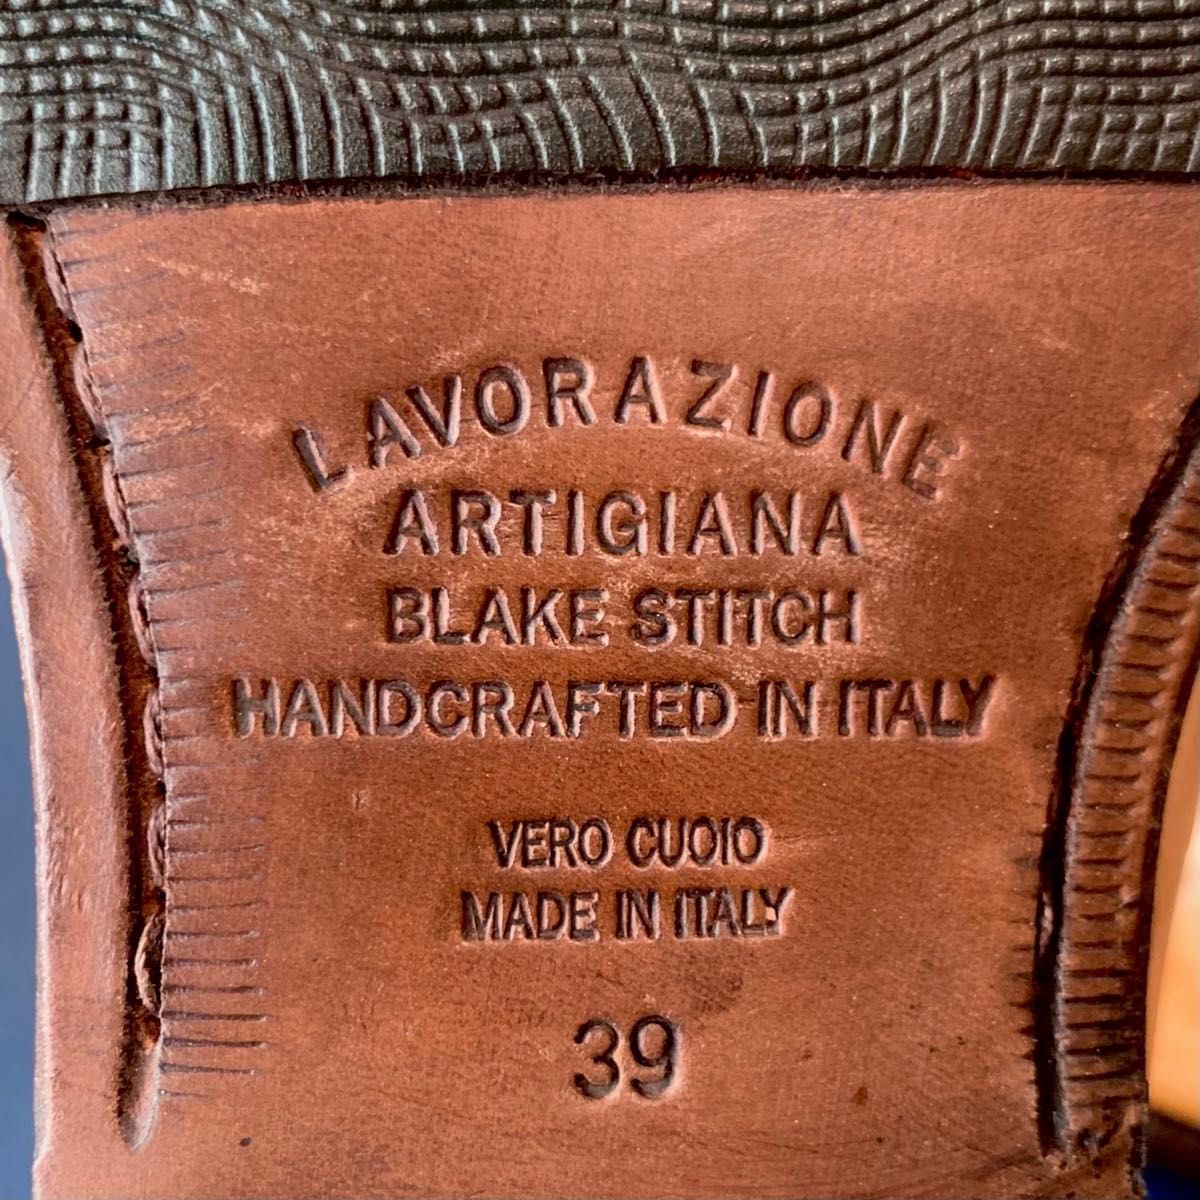 LAVORAZIONE
ARTIGIANA
BLAKE STITCH
HANDCRAFTED IN ITALY
VERO CUOIO
MADE IN ITALY
39